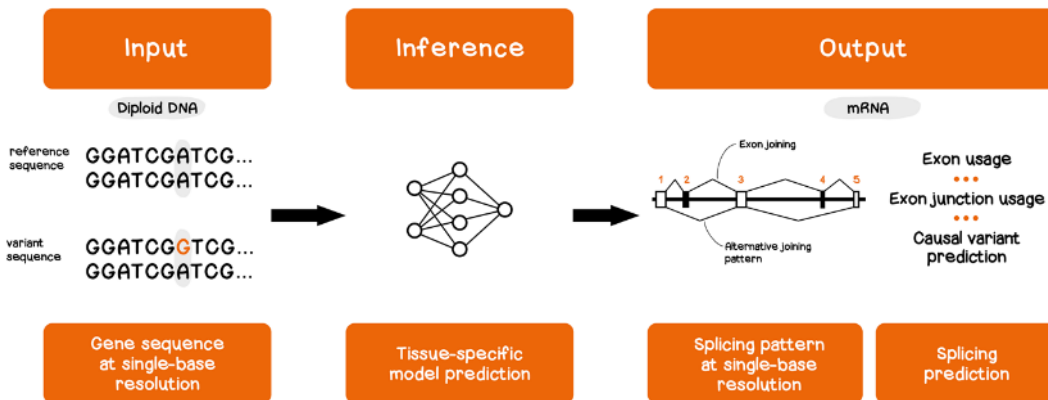 Input
Inference
Output
Diploid DNA
mRNA
reference
sequence
GGATCGATCG...
GGATCGATCG...
variant
sequence
GGATCGGTCG...
GGATCGATCG...
Exon joining
1 2 3 4 5
Alternative joining
pattern
Exon usage
Exon junction usage
Causal variant
prediction
Gene sequence
at single-base
resolution
Tissue-specific
model prediction
Splicing pattern
at single-base
resolution
Splicing
prediction